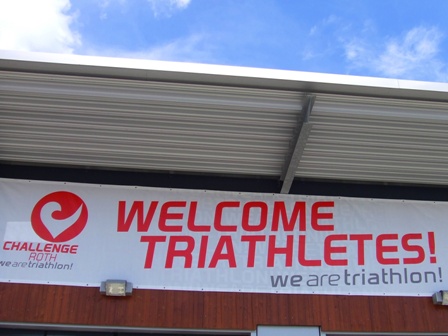 WELCOME
TRIATHLETES!
we are triathlon!
CHALLENGE
ROTH
we are triathlon!